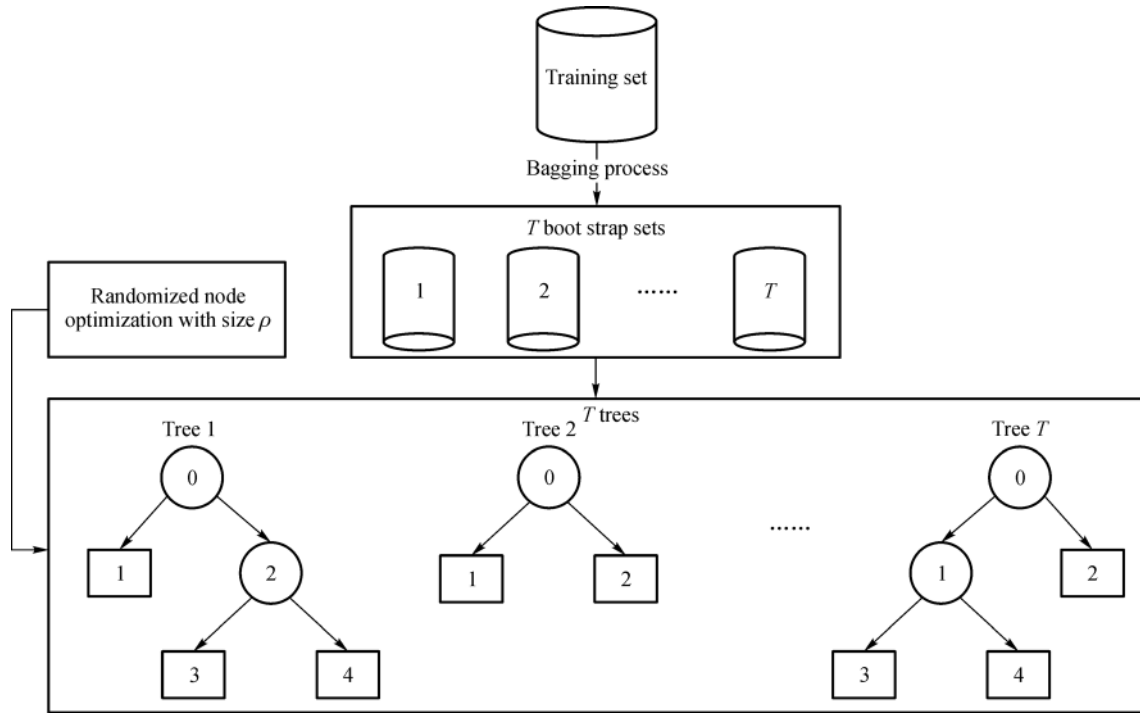 Training set
Bagging process
T boot strap sets
1
2
......
T
Randomized node
optimization with size ρ
T trees
Tree 1
Tree 2
Tree T
0
0
0
......
1
2
1
2
1
2
3
4
3
4